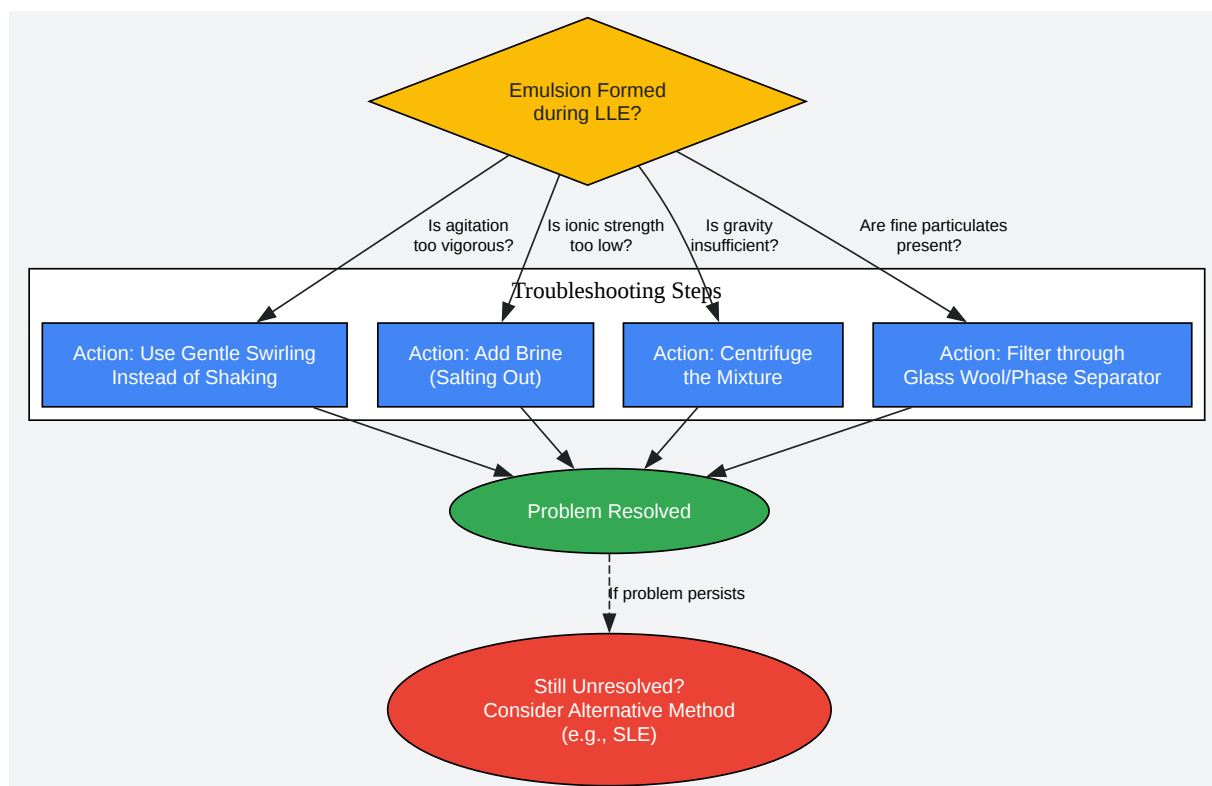 Emulsion Formed
during LLE?
Is agitation
too vigorous?
Is ionic strength
too low?
Is gravity
insufficient?
Are fine particulates
present?
Troubleshooting Steps
Action: Use Gentle Swirling
Instead of Shaking
Action: Add Brine
(Salting Out)
Action: Centrifuge
the Mixture
Action: Filter through
Glass Wool/Phase Separator
Problem Resolved
If problem persists
Still Unresolved?
Consider Alternative Method
(e.g., SLE)